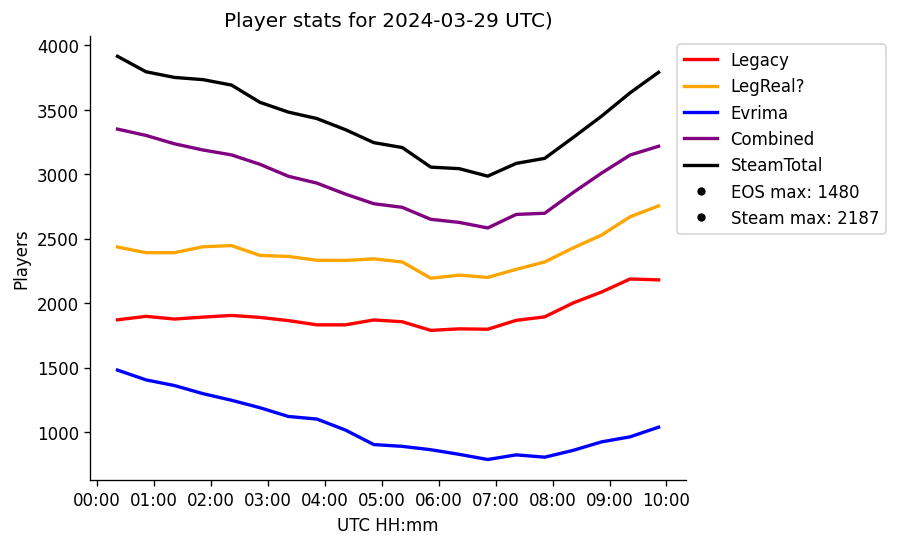 Player stats for 2024-03-29 UTC)
4000
3500
3000
2500
2000
1500
1000
Players
00:00 01:00 02:00 03:00 04:00 05:00 06:00 07:00 08:00 09:00 10:00
UTC HH:mm
Legacy
LegReal?
Evrima
Combined
SteamTotal
EOS max: 1480
Steam max: 2187